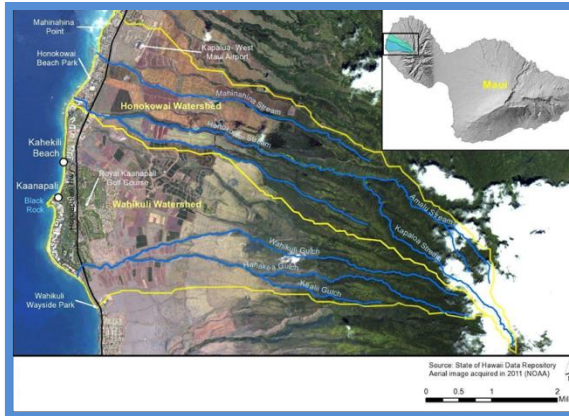 Mahinahina
Point
Kapalua- West
Maui Airport
Honokowai
Beach Park
Maui
Mahinahina Stream
Honokowai Watershed
Kahekili
Beach
Royal Kaanapali
Golf Course
Kaanapali
Black
Rock
Wahikuli Watershed
Amalu Stream
Kapaloa Stream
Wahikuli Gulch
Hahakea Gulch
Wahikuli
Wayside Park
Source: State of Hawaii Data Repository
Aerial image acquired in 2011 (NOAA)
0 0.5 1 2